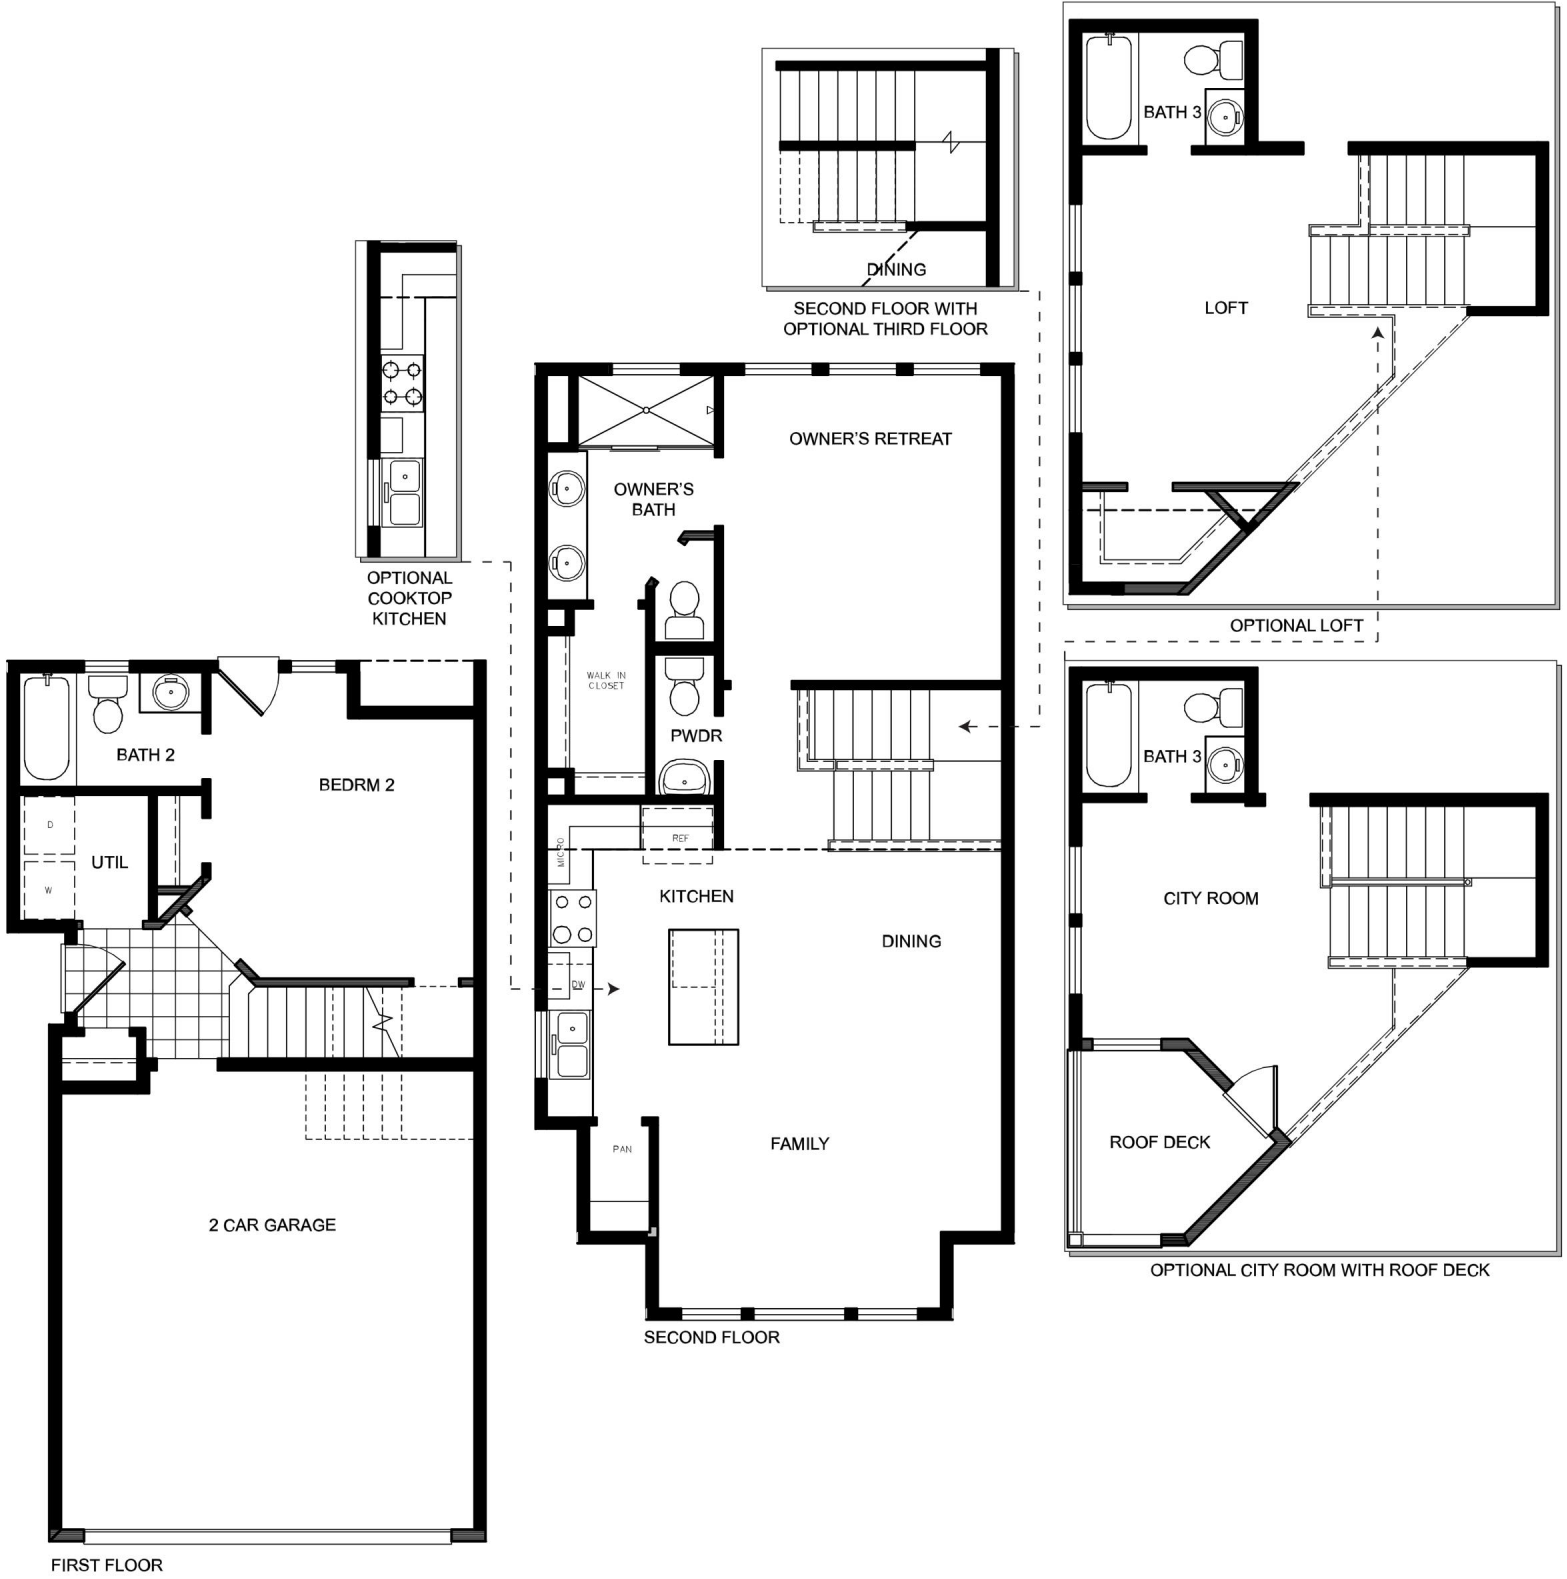 BATH 3
LOFT
OPTIONAL LOFT
DINING
SECOND FLOOR WITH
OPTIONAL THIRD FLOOR
OPTIONAL
COOKTOP
KITCHEN
OWNER'S RETREAT
OWNER'S
BATH
WALK IN
CLOSET
PWDR
MICRO
REF
KITCHEN
DINING
DW
FAMILY
PAN
SECOND FLOOR
BATH 2
BEDRM 2
D
UTIL
W
2 CAR GARAGE
FIRST FLOOR
BATH 3
CITY ROOM
ROOF DECK
OPTIONAL CITY ROOM WITH ROOF DECK